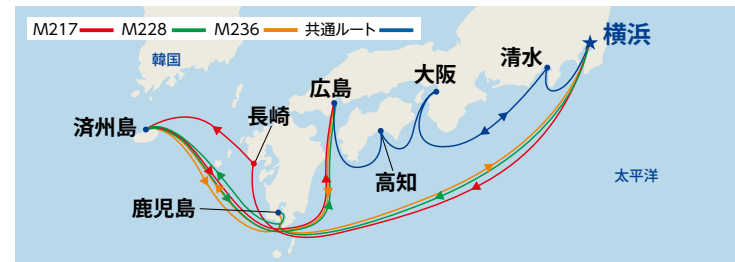 M217 M228 M236 共通ルート
横浜
清水
韓国
大阪
広島
長崎
済州島
高知
太平洋
鹿児島